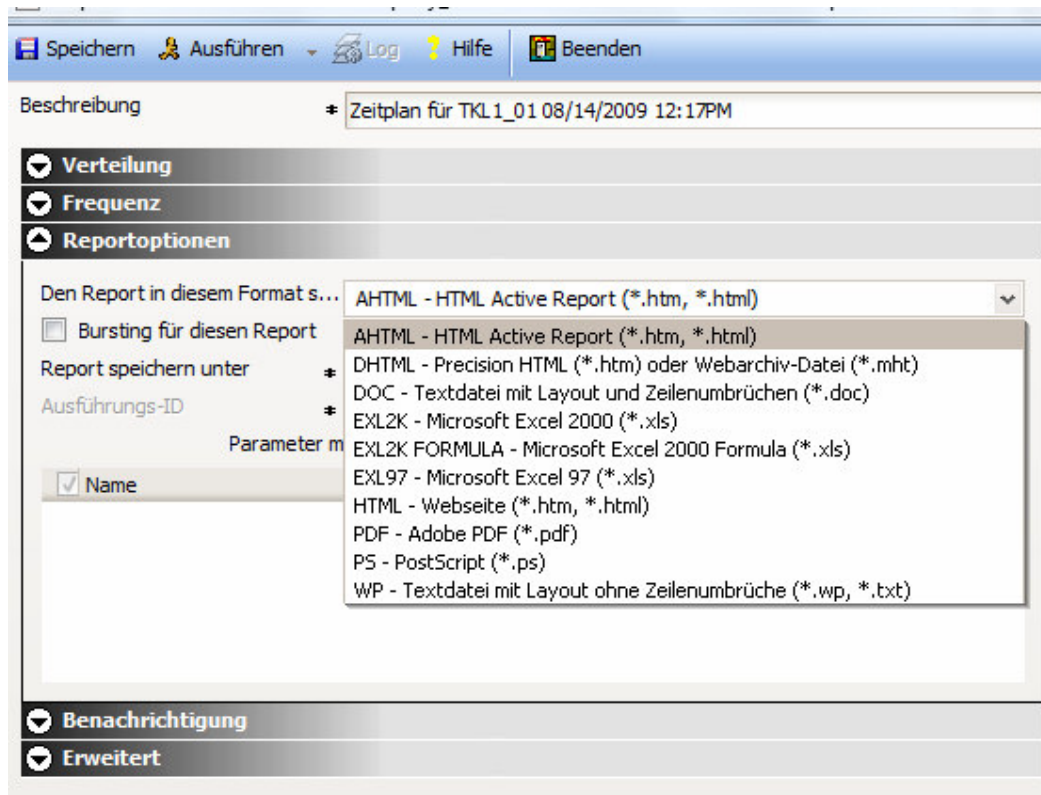 Speichern Ausführen Log Hilfe Beenden
Beschreibung * Zeitplan für TKL1_01 08/14/2009 12:17PM
Verteilung
Frequenz
Reportoptionen
Den Report in diesem Format s... AHTML - HTML Active Report (*.htm, *.html)
Bursting für diesen Report
Report speichern unter *
Ausführungs-ID *
Parameter m
Name
AHTML - HTML Active Report (*.htm, *.html)
DHTML - Precision HTML (*.htm) oder Webarchiv-Datei (*.mht)
DOC - Textdatei mit Layout und Zeilenumbrüchen (*.doc)
EXL2K - Microsoft Excel 2000 (*.xls)
EXL2K FORMULA - Microsoft Excel 2000 Formula (*.xls)
EXL97 - Microsoft Excel 97 (*.xls)
HTML - Webseite (*.htm, *.html)
PDF - Adobe PDF (*.pdf)
PS - PostScript (*.ps)
WP - Textdatei mit Layout ohne Zeilenumbrüche (*.wp, *.txt)
Benachrichtigung
Erweitert